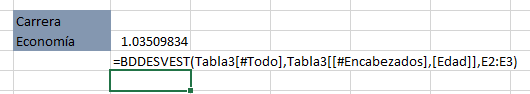 Carrera
Economía 1.03509834
=BDDESVEST(Tabla3[#Todo],Tabla3[[#Encabezados],[Edad]],E2:E3)